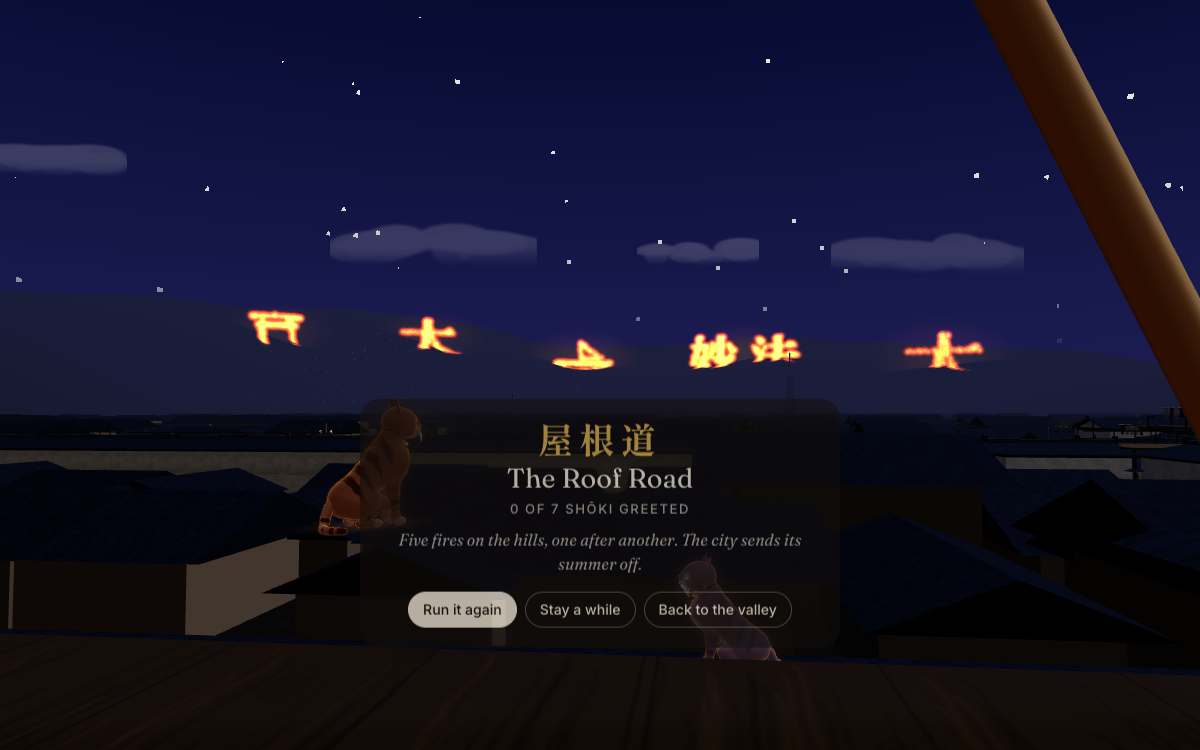 大 妙 法 大
屋根道
The Roof Road
0 OF 7 SHŌKI GREETED
Five fires on the hills, one after another. The city sends its
summer off.
Run it again Stay a while Back to the valley